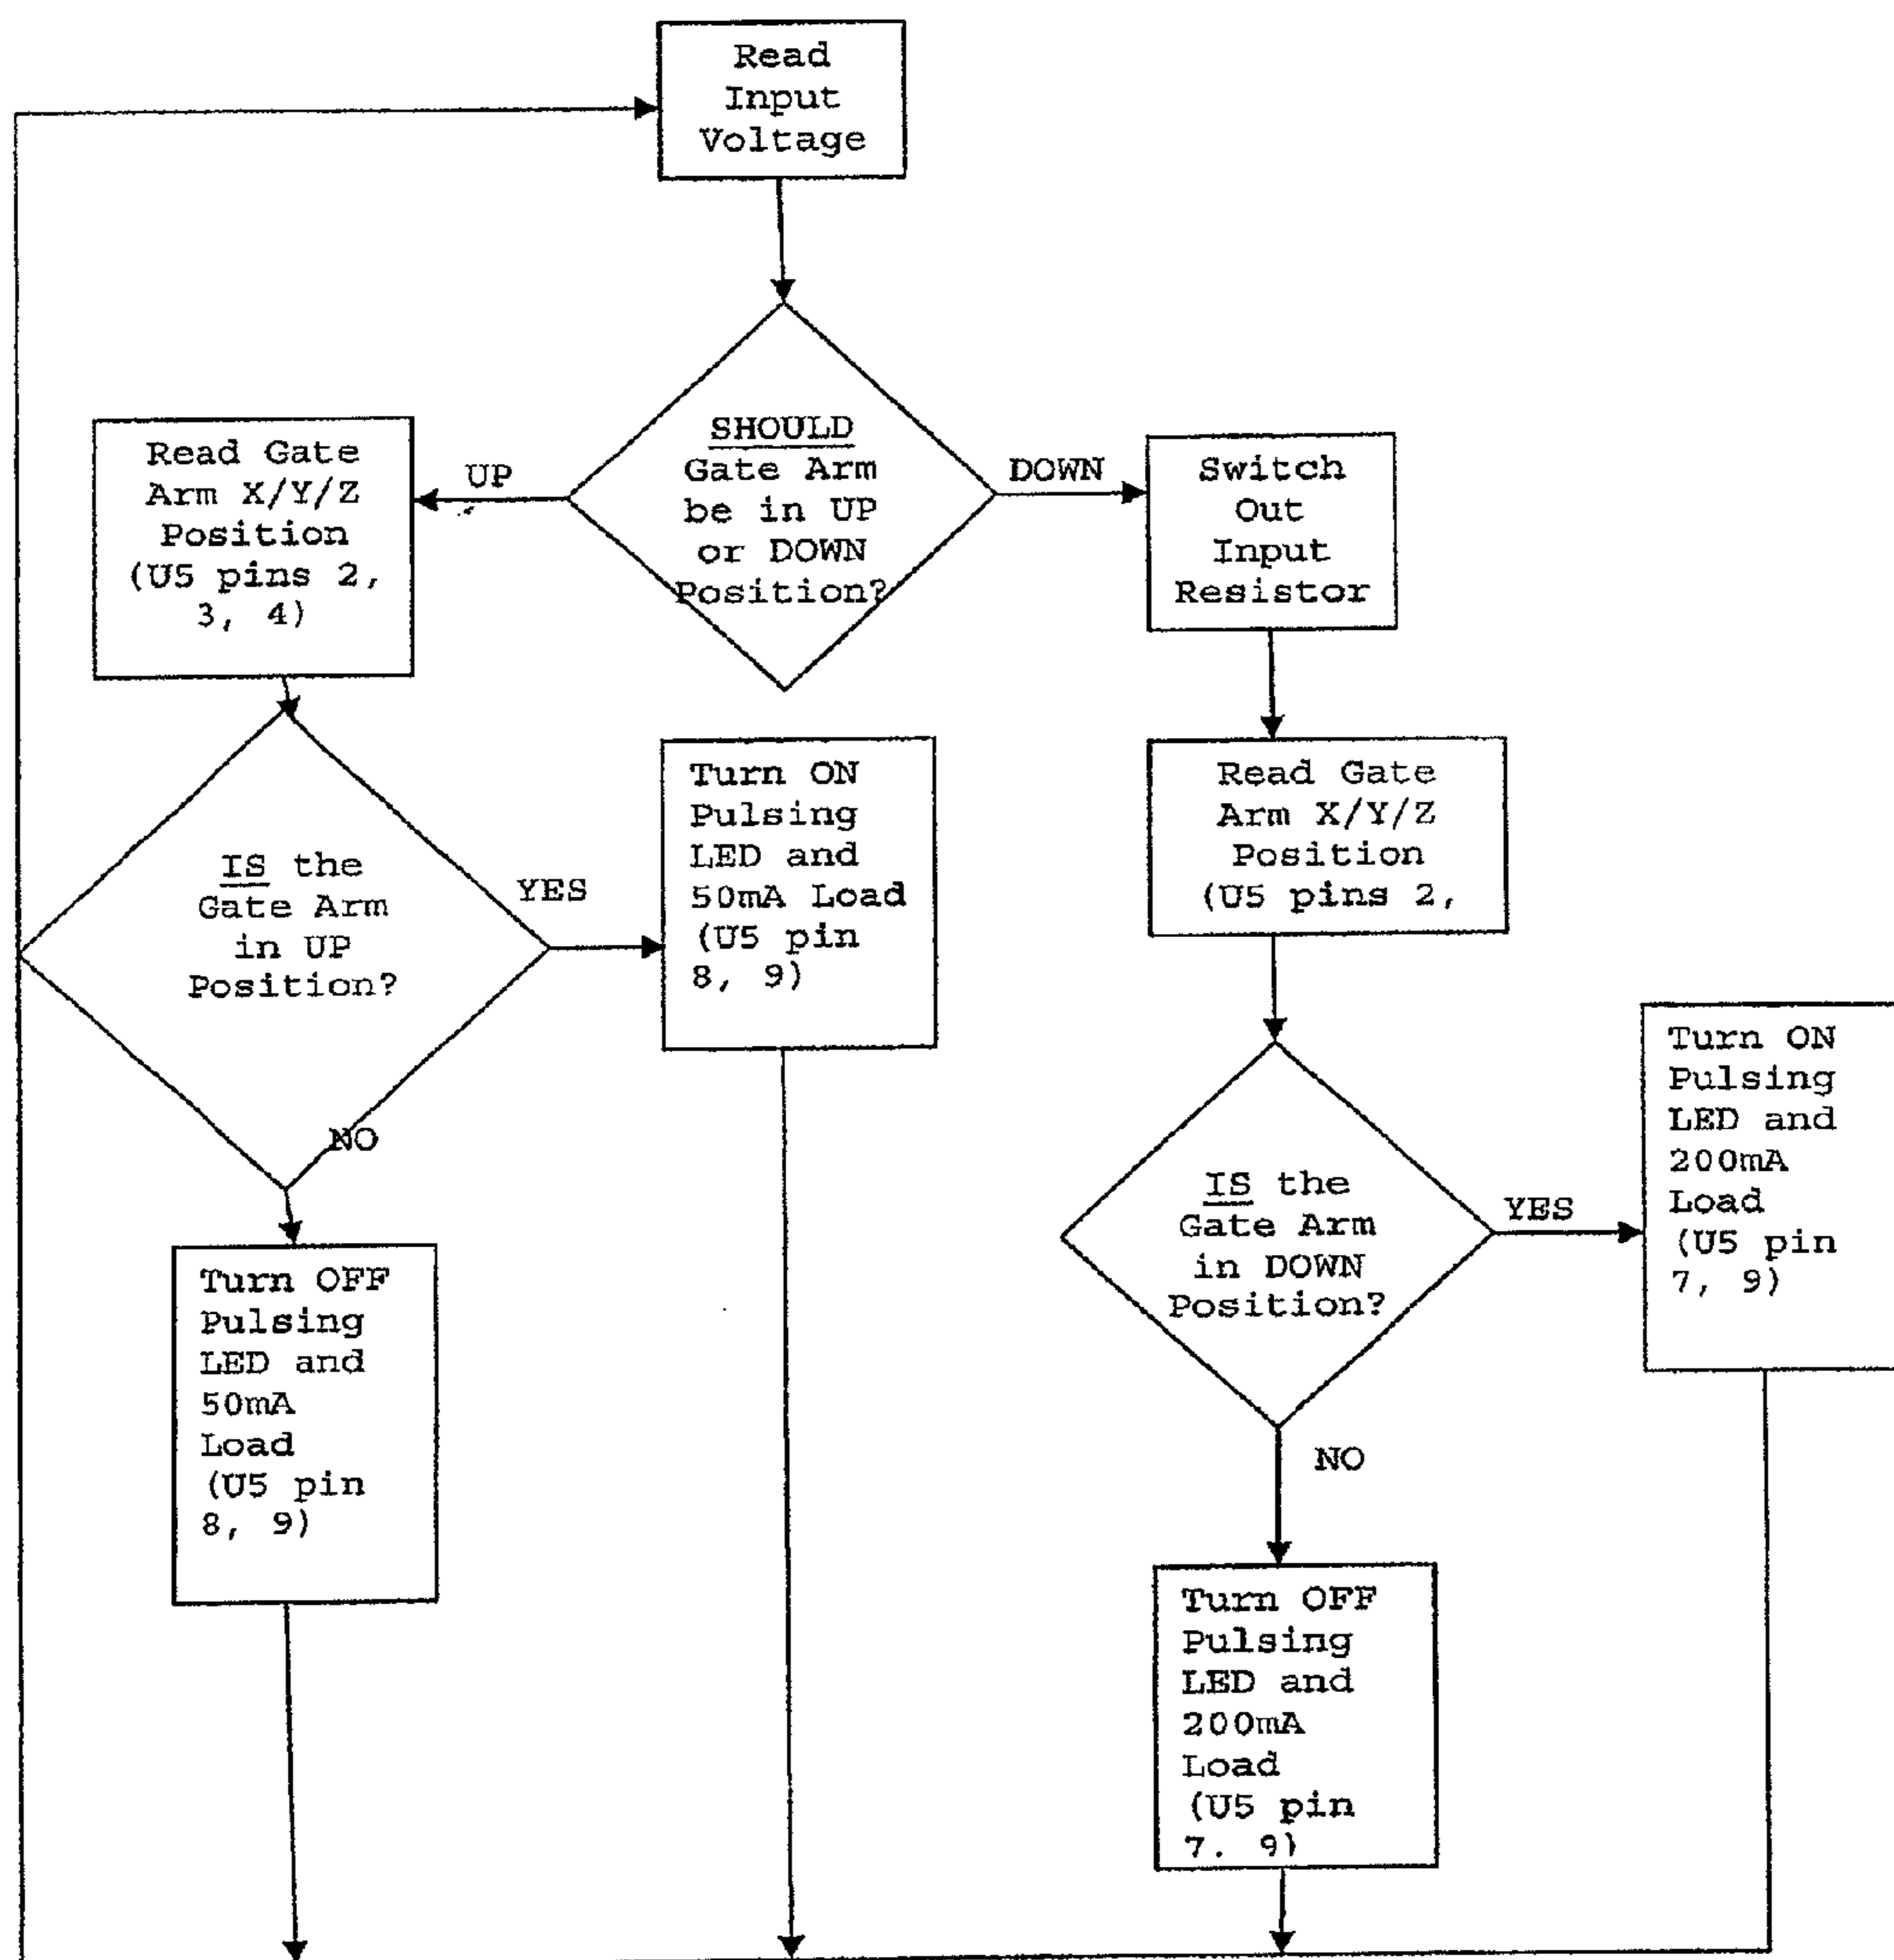 Read
Input
Voltage
SHOULD
Gate Arm
be in UP
or DOWN
Position?
UP
DOWN
Read Gate
Arm X/Y/Z
Position
(U5 pins 2,
3, 4)
Switch
Out
Input
Resistor
IS the
Gate Arm
in UP
Position?
YES
NO
Turn ON
Pulsing
LED and
50mA Load
(U5 pin
8, 9)
Turn OFF
Pulsing
LED and
50mA
Load
(U5 pin
8, 9)
Read Gate
Arm X/Y/Z
Position
(U5 pins 2,
IS the
Gate Arm
in DOWN
Position?
YES
NO
Turn ON
Pulsing
LED and
200mA
Load
(U5 pin
7, 9)
Turn OFF
Pulsing
LED and
200mA
Load
(U5 pin
7. 9)